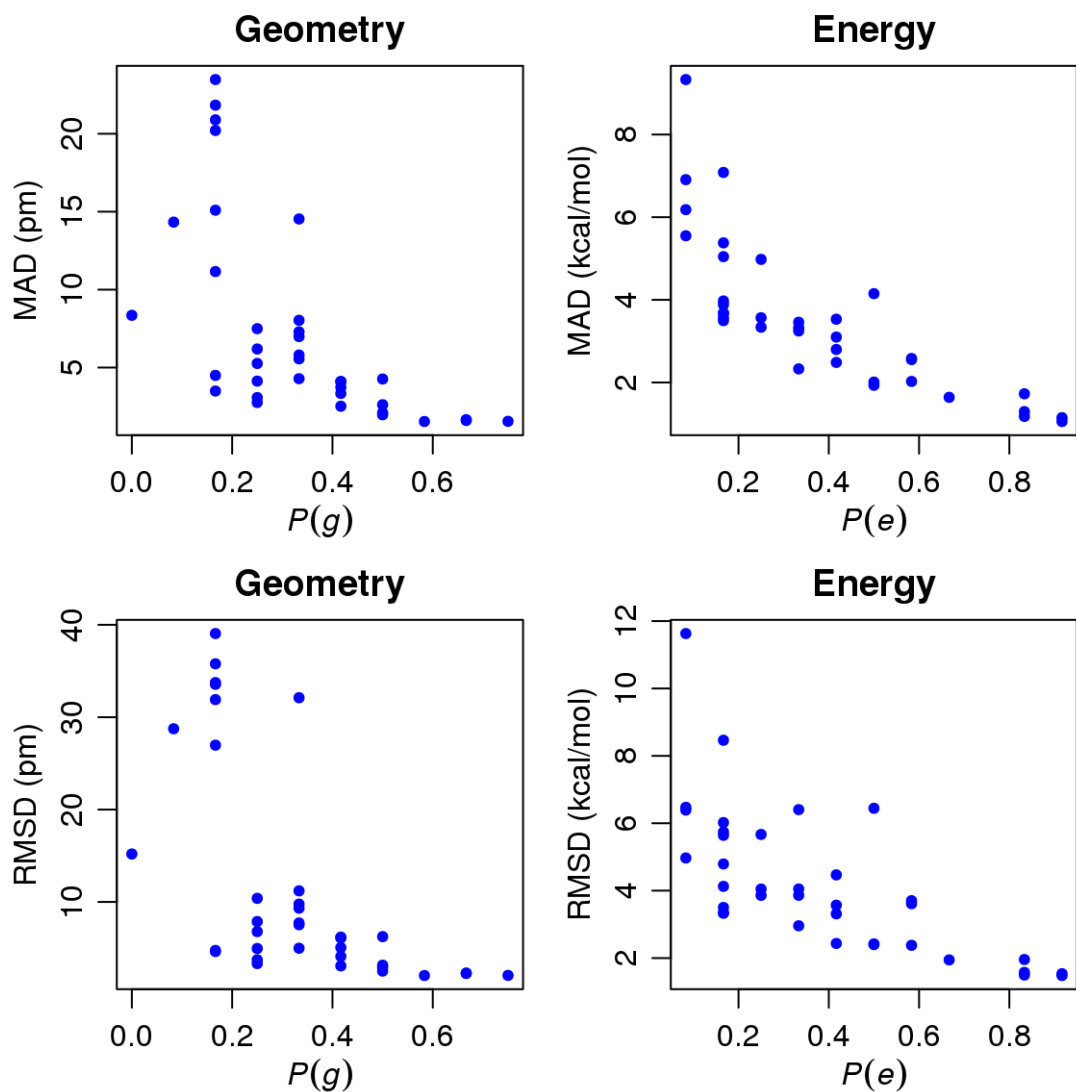 Geometry
MAD (pm)
20
15
10
5
0.0 0.2 0.4 0.6
P(g)
Energy
MAD (kcal/mol)
8
6
4
2
0.2 0.4 0.6 0.8
P(e)
Geometry
RMSD (pm)
40
30
20
10
0.0 0.2 0.4 0.6
P(g)
Energy
RMSD (kcal/mol)
12
10
8
6
4
2
0.2 0.4 0.6 0.8
P(e)